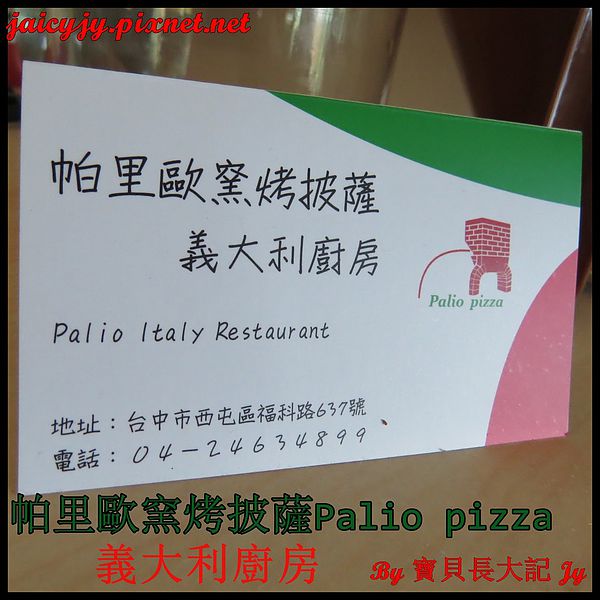 jaicyjy.pixnet.net
帕里歐窯烤披薩
義大利廚房
Palio pizza
Palio Italy Restaurant
地址：台中市西屯區福科路637號
電話：04-24634899
帕里歐窯烤披薩Palio pizza
義大利廚房
By 寶貝長大記 Jy